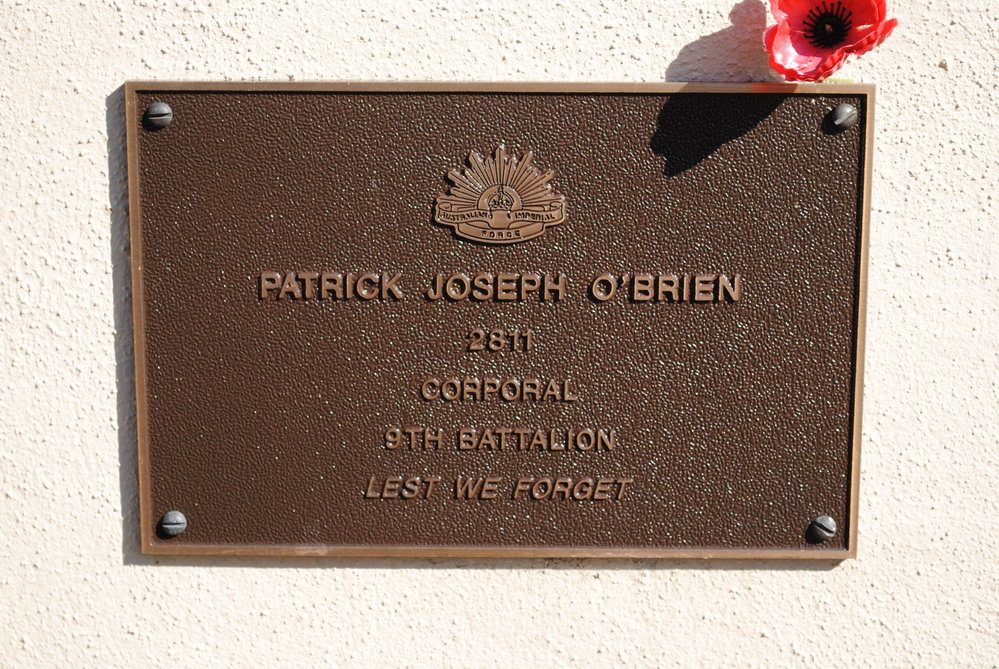 AUSTRALIAN IMPERIAL
FORCE
PATRICK JOSEPH O'BRIEN
2811
CORPORAL
9TH BATTALION
LEST WE FORGET